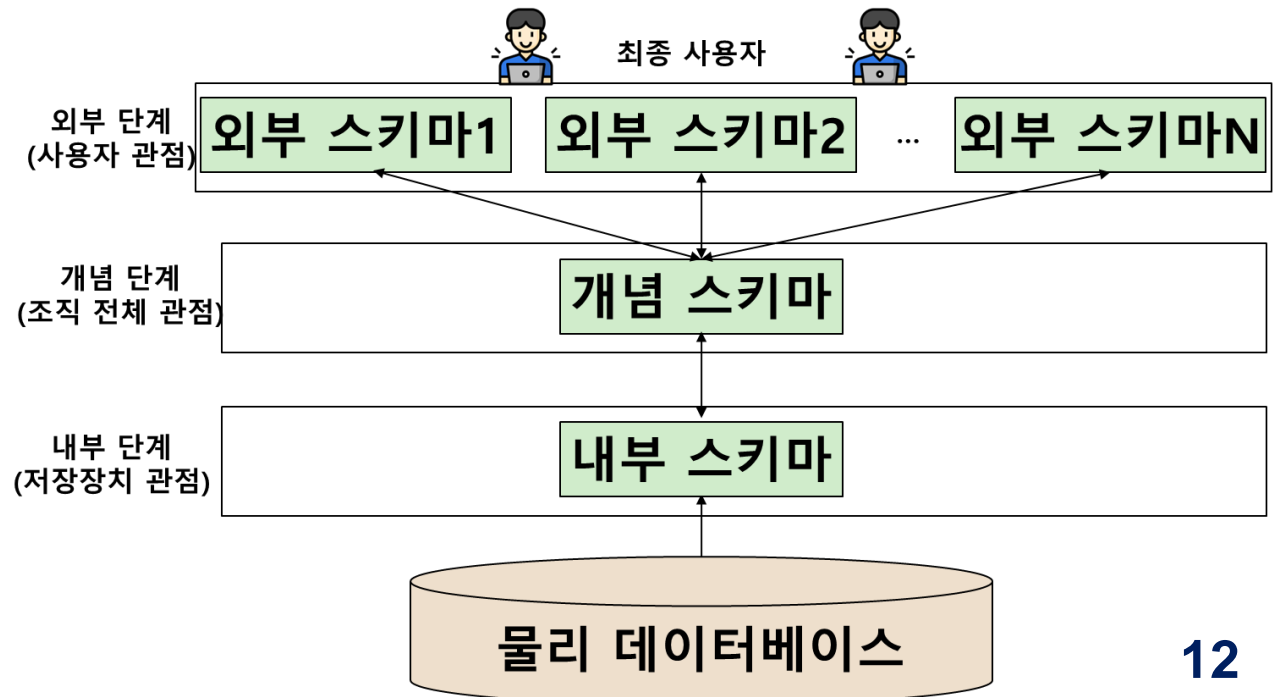 최종 사용자
외부 단계
(사용자 관점)
외부 스키마1
외부 스키마2
...
외부 스키마N
개념 단계
(조직 전체 관점)
개념 스키마
내부 단계
(저장장치 관점)
내부 스키마
물리 데이터베이스
12